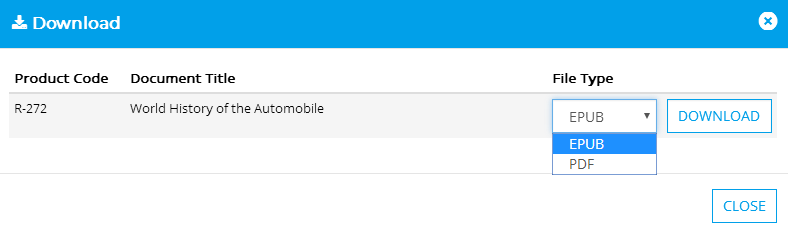 Download
Product Code Document Title File Type
R-272 World History of the Automobile EPUB DOWNLOAD
EPUB
PDF
CLOSE